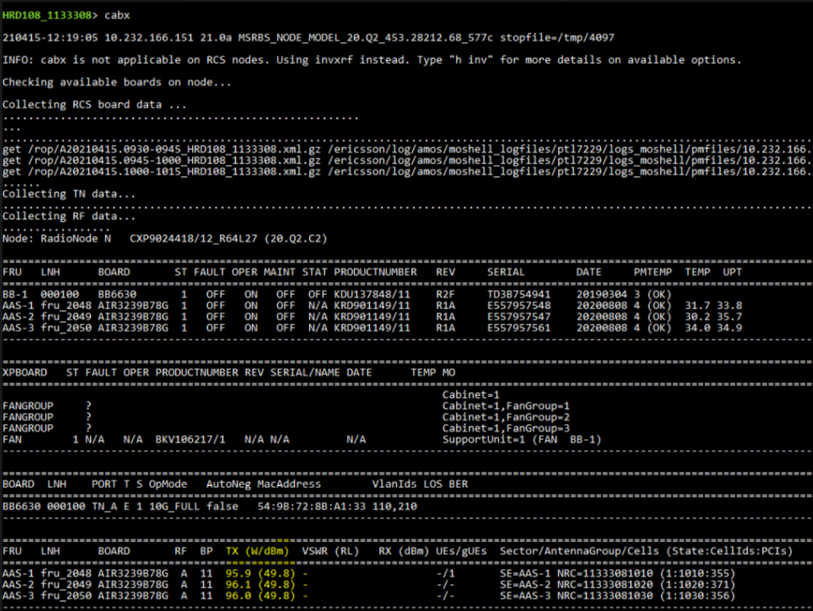 HRD108_1133308> cabx
210415-12:19:05 10.232.166.151 21.0a MSRBS_NODE_MODEL_20.Q2_453.28212.68_577c stopfile=/tmp/4097
INFO: cabx is not applicable on RCS nodes. Using invxrf instead. Type "h inv" for more details on available options.
Checking available boards on node...
Collecting RCS board data ...
.........................................................
...
get /rop/A20210415.0930-0945_HRD108_1133308.xml.gz /ericsson/log/amos/moshell_logfiles/ptl7229/logs_moshell/pmfiles/10.232.166.
get /rop/A20210415.0945-1000_HRD108_1133308.xml.gz /ericsson/log/amos/moshell_logfiles/ptl7229/logs_moshell/pmfiles/10.232.166.
get /rop/A20210415.1000-1015_HRD108_1133308.xml.gz /ericsson/log/amos/moshell_logfiles/ptl7229/logs_moshell/pmfiles/10.232.166.
......
Collecting TN data...
Collecting RF data...
.................
Node: RadioNode N CXP9024418/12_R64L27 (20.Q2.C2)
FRU LNH BOARD ST FAULT OPER MAINT STAT PRODUCTNUMBER REV SERIAL DATE PMTEMP TEMP UPT
BB-1 000100 BB6630 1 OFF ON OFF OFF KDU137848/11 R2F TD3B754941 20190304 3 (OK)
AAS-1 fru_2048 AIR3239B78G 1 OFF ON OFF N/A KRD901149/11 R1A E557957548 20200808 4 (OK) 31.7 33.8
AAS-2 fru_2049 AIR3239B78G 1 OFF ON OFF N/A KRD901149/11 R1A E557957547 20200808 4 (OK) 30.2 35.7
AAS-3 fru_2050 AIR3239B78G 1 OFF ON OFF N/A KRD901149/11 R1A E557957561 20200808 4 (OK) 34.0 34.9
XPBOARD ST FAULT OPER PRODUCTNUMBER REV SERIAL/NAME DATE TEMP MO
Cabinet=1
FANGROUP ? Cabinet=1,FanGroup=1
FANGROUP ? Cabinet=1,FanGroup=2
FANGROUP ? Cabinet=1,FanGroup=3
FAN 1 N/A N/A BKV106217/1 N/A N/A N/A SupportUnit=1 (FAN BB-1)
BOARD LNH PORT T S OpMode AutoNeg MacAddress VlanIds LOS BER
BB6630 000100 TN_A E 1 10G_FULL false 54:9B:72:8B:A1:33 110,210
FRU LNH BOARD RF BP TX (W/dBm) VSWR (RL) RX (dBm) UEs/gUEs Sector/AntennaGroup/Cells (State:CellIds:PCIs)
AAS-1 fru_2048 AIR3239B78G A 11 95.9 (49.8) - -/1 SE=AAS-1 NRC=11333081010 (1:1010:355)
AAS-2 fru_2049 AIR3239B78G A 11 96.1 (49.8) - -/- SE=AAS-2 NRC=11333081020 (1:1020:371)
AAS-3 fru_2050 AIR3239B78G A 11 96.0 (49.8) - -/- SE=AAS-3 NRC=11333081030 (1:1030:356)